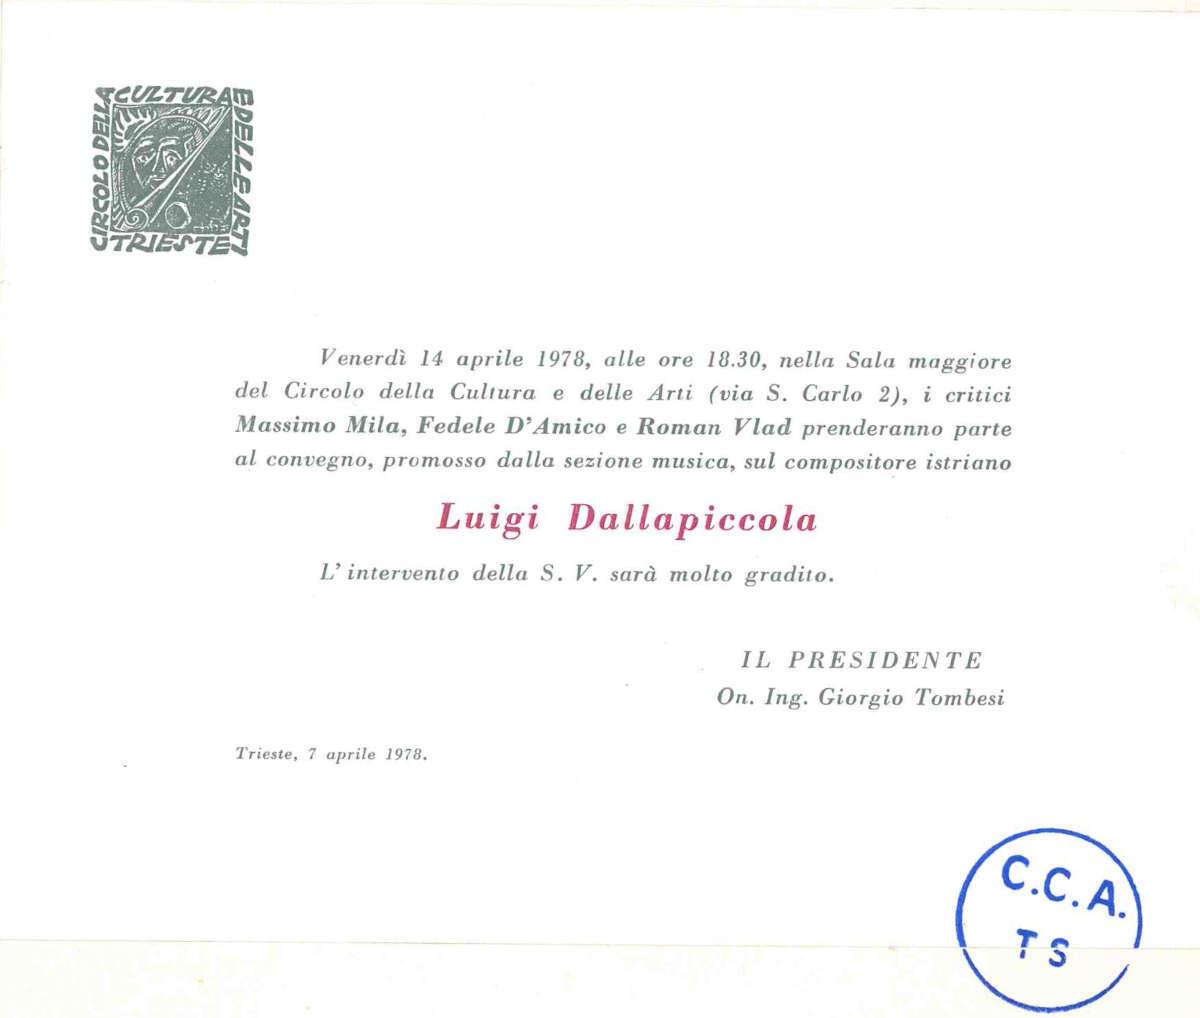 CIRCOLO DELLA CULTURA E DELLE ARTI
TRIESTE
Venerdì 14 aprile 1978, alle ore 18.30, nella Sala maggiore
del Circolo della Cultura e delle Arti (via S. Carlo 2), i critici
Massimo Mila, Fedele D'Amico e Roman Vlad prenderanno parte
al convegno, promosso dalla sezione musica, sul compositore istriano
Luigi Dallapiccola
L'intervento della S. V. sarà molto gradito.
IL PRESIDENTE
On. Ing. Giorgio Tombesi
Trieste, 7 aprile 1978.
C.C.A.
TS